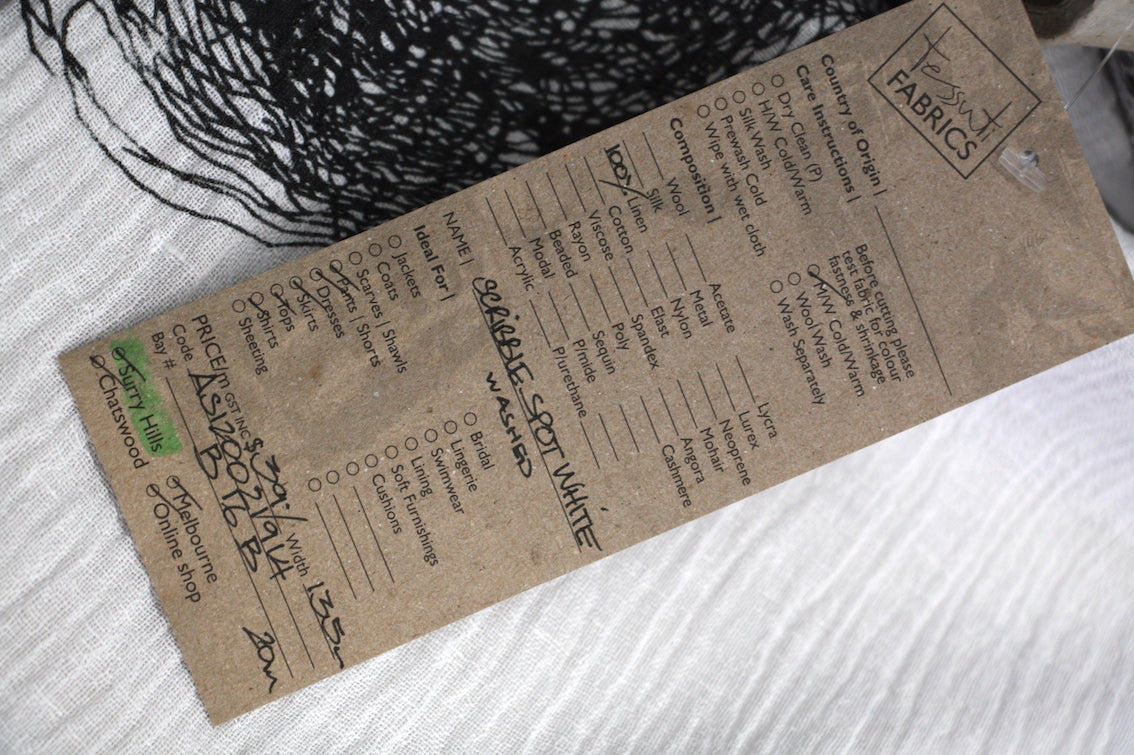 Tessuti
FABRICS
Country of Origin |
Care Instructions |
Dry Clean (P)
H/W Cold/Warm
Silk Wash
Prewash Cold
Wipe with wet cloth
Before cutting please
test fabric for colour
fastness & shrinkage
M/W Cold/Warm
Wool Wash
Wash Separately
Composition |
Wool
Silk
100% Linen
Cotton
Viscose
Rayon
Beaded
Modal
Acrylic
Acetate
Metal
Nylon
Elast
Spandex
Poly
Sequin
P/mide
Plurethane
Lycra
Lurex
Neoprene
Mohair
Angora
Cashmere
NAME | SCRIBBLE SPOT WHITE
WASHED
Ideal For |
Jackets
Coats
Scarves | Shawls
Pants | Shorts
Dresses
Skirts
Tops
Shirts
Sheeting
Bridal
Lingerie
Swimwear
Lining
Soft Furnishings
Cushions
PRICE/m GST INC $39 Width 135
Code
Bay # B 16 B 20m
Surry Hills
Chatswood
Melbourne
Online shop